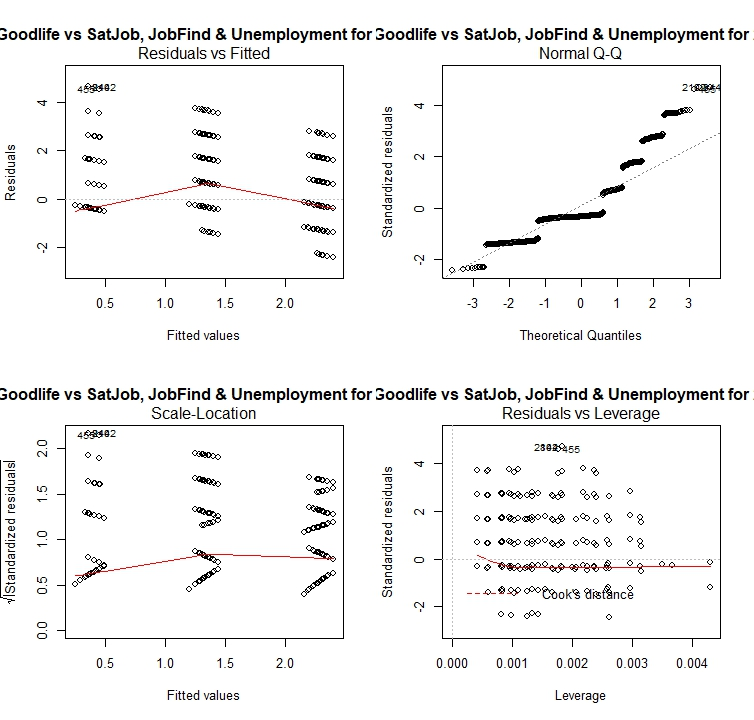 Goodlife vs SatJob, JobFind & Unemployment for
Residuals vs Fitted
Residuals
4
2
0
-2
0.5 1.0 1.5 2.0
Fitted values
Goodlife vs SatJob, JobFind & Unemployment for
Normal Q-Q
Standardized residuals
4
2
0
-2
-3 -2 -1 0 1 2 3
Theoretical Quantiles
Goodlife vs SatJob, JobFind & Unemployment for
Scale-Location
√|Standardized residuals|
2.0
1.5
1.0
0.5
0.0
0.5 1.0 1.5 2.0
Fitted values
Goodlife vs SatJob, JobFind & Unemployment for
Residuals vs Leverage
Standardized residuals
455
4
2
0
-2
Cook's distance
0.000 0.001 0.002 0.003 0.004
Leverage